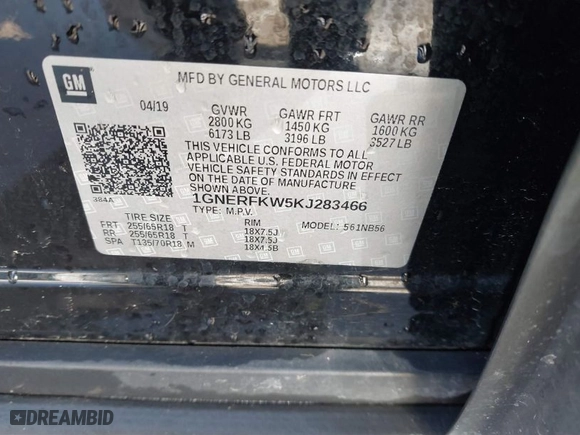 GM
MFD BY GENERAL MOTORS LLC
04/19
GVWR GAWR FRT GAWR RR
2800 KG 1450 KG 1600 KG
6173 LB 3196 LB 3527 LB
THIS VEHICLE CONFORMS TO ALL
APPLICABLE U.S. FEDERAL MOTOR
VEHICLE SAFETY STANDARDS IN EFFECT
ON THE DATE OF MANUFACTURE
SHOWN ABOVE.
384A
1GNERFKW5KJ283466
TYPE: M.P.V. MODEL: 561NB56
TIRE SIZE RIM
FRT 255/65R18 T 18X7.5J
RR 255/65R18 T 18X7.5J
SPA T135/70R18 M 18X4.5B
DREAMBID